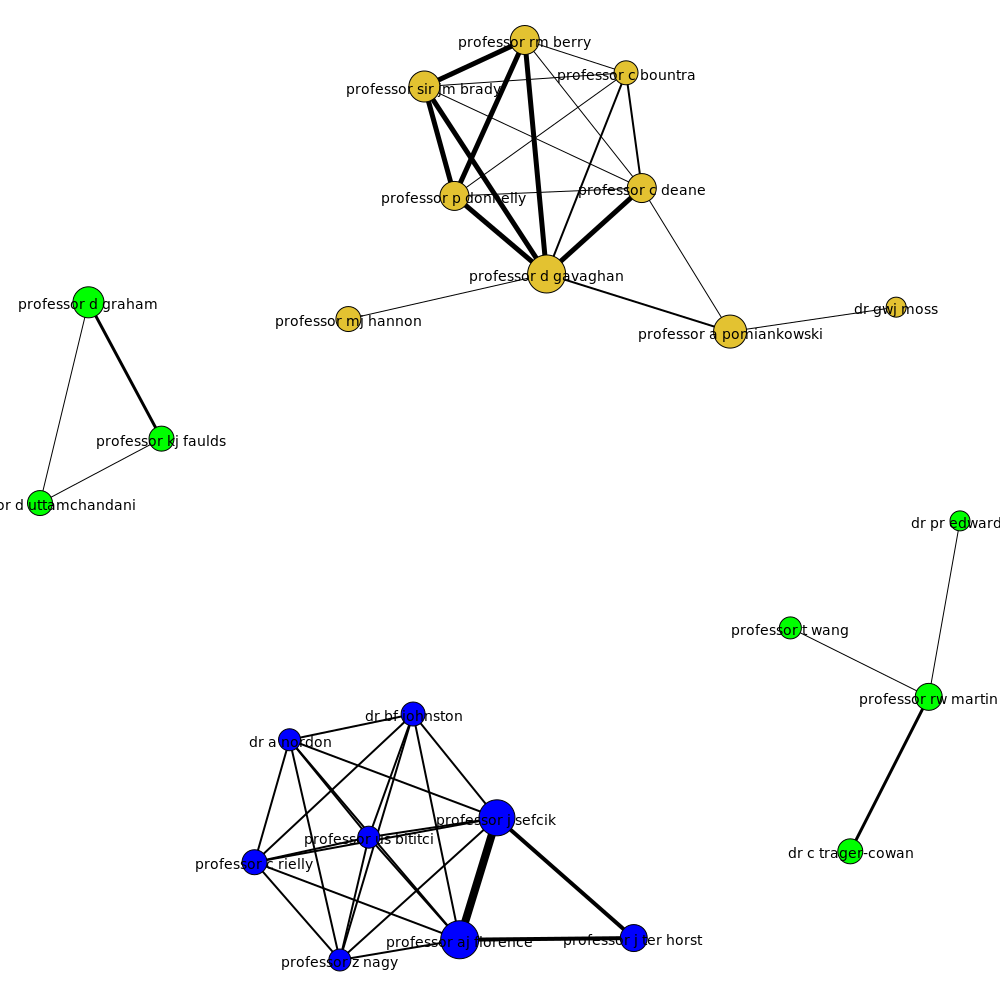 professor rm berry
professor c bountra
professor sir jm brady
professor c deane
professor p donnelly
professor d gavaghan
professor d graham
dr gwj moss
professor mj hannon
professor a pomiankowski
professor kj faulds
or d uttamchandani
dr pr edward
professor t wang
professor rw martin
dr bf johnston
dr a nordon
professor j sefcik
professor us bititci
dr c trager-cowan
professor c rielly
professor aj florence
professor j ter horst
professor z nagy